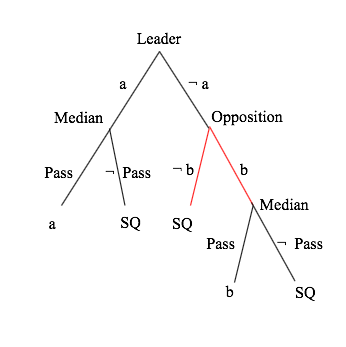 Leader
a ¬ a
Median Opposition
Pass ¬ Pass ¬ b b
a SQ SQ Median
Pass ¬ Pass
b SQ